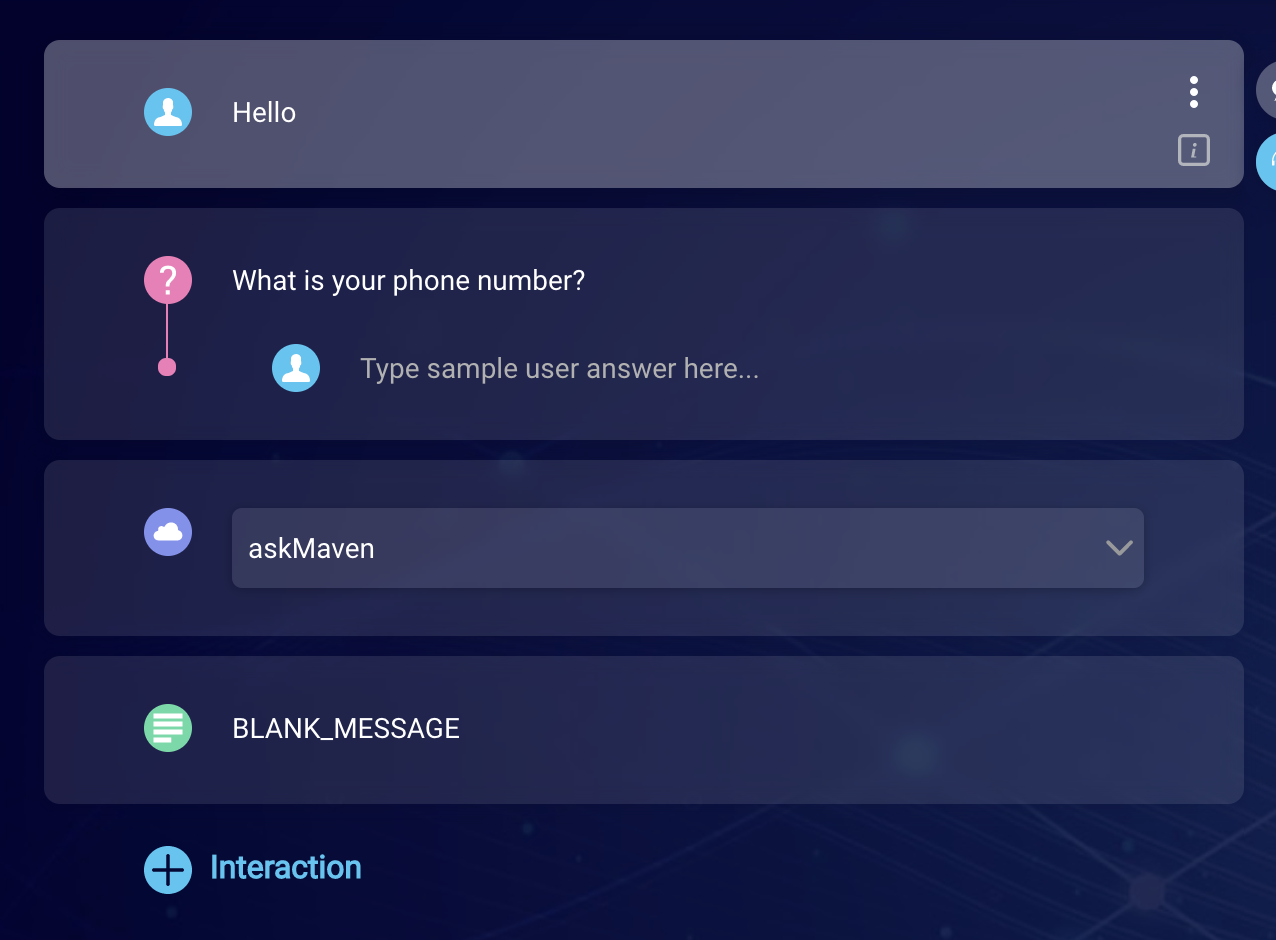 Hello
i
?
What is your phone number?
Type sample user answer here...
askMaven
BLANK_MESSAGE
Interaction